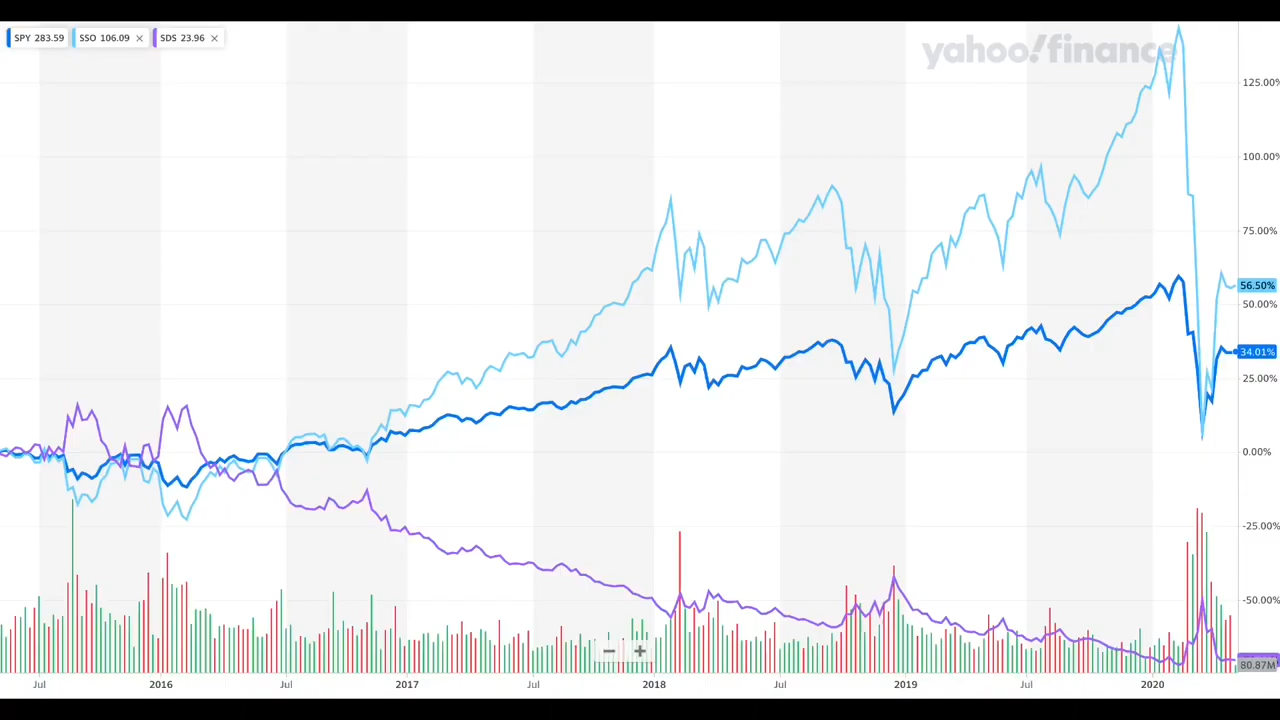 SPY 283.59 SSO 106.09 × SDS 23.96 ×
yahoo!finance
125.00%
100.00%
75.00%
56.50%
50.00%
34.01%
25.00%
0.00%
-25.00%
-50.00%
80.87M
− +
Jul 2016 Jul 2017 Jul 2018 Jul 2019 Jul 2020